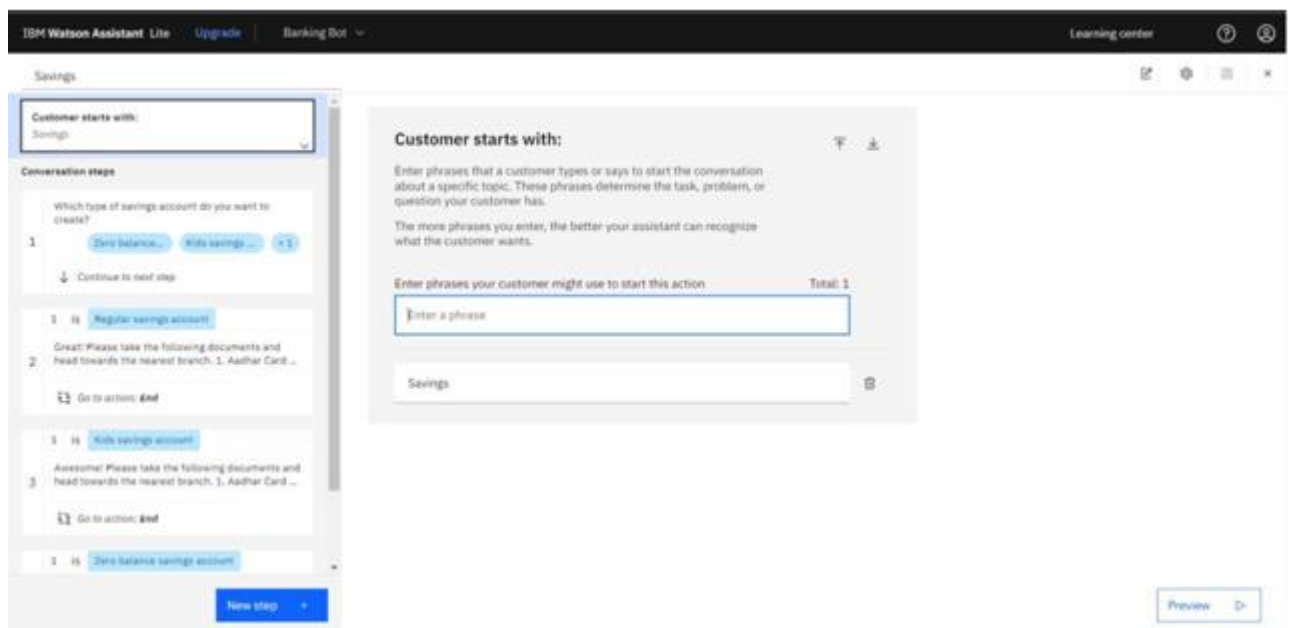 IBM Watson Assistant Lite Upgrade Banking Bot Learning center
Savings
Customer starts with:
Savings
Conversation steps
Which type of savings account do you want to
create?
1 Zero balance... Kids savings ... + 1
Continue to next step
1 is Regular savings account
Great! Please take the following documents and
2 head towards the nearest branch. 1. Aadhar Card ...
Go to action: End
1 is Kids savings account
Awesome! Please take the following documents and
3 head towards the nearest branch. 1. Aadhar Card ...
Go to action: End
1 is Zero balance savings account
New step +
Customer starts with:
Enter phrases that a customer types or says to start the conversation
about a specific topic. These phrases determine the task, problem, or
question your customer has.
The more phrases you enter, the better your assistant can recognize
what the customer wants.
Enter phrases your customer might use to start this action Total: 1
Enter a phrase
Savings
Preview